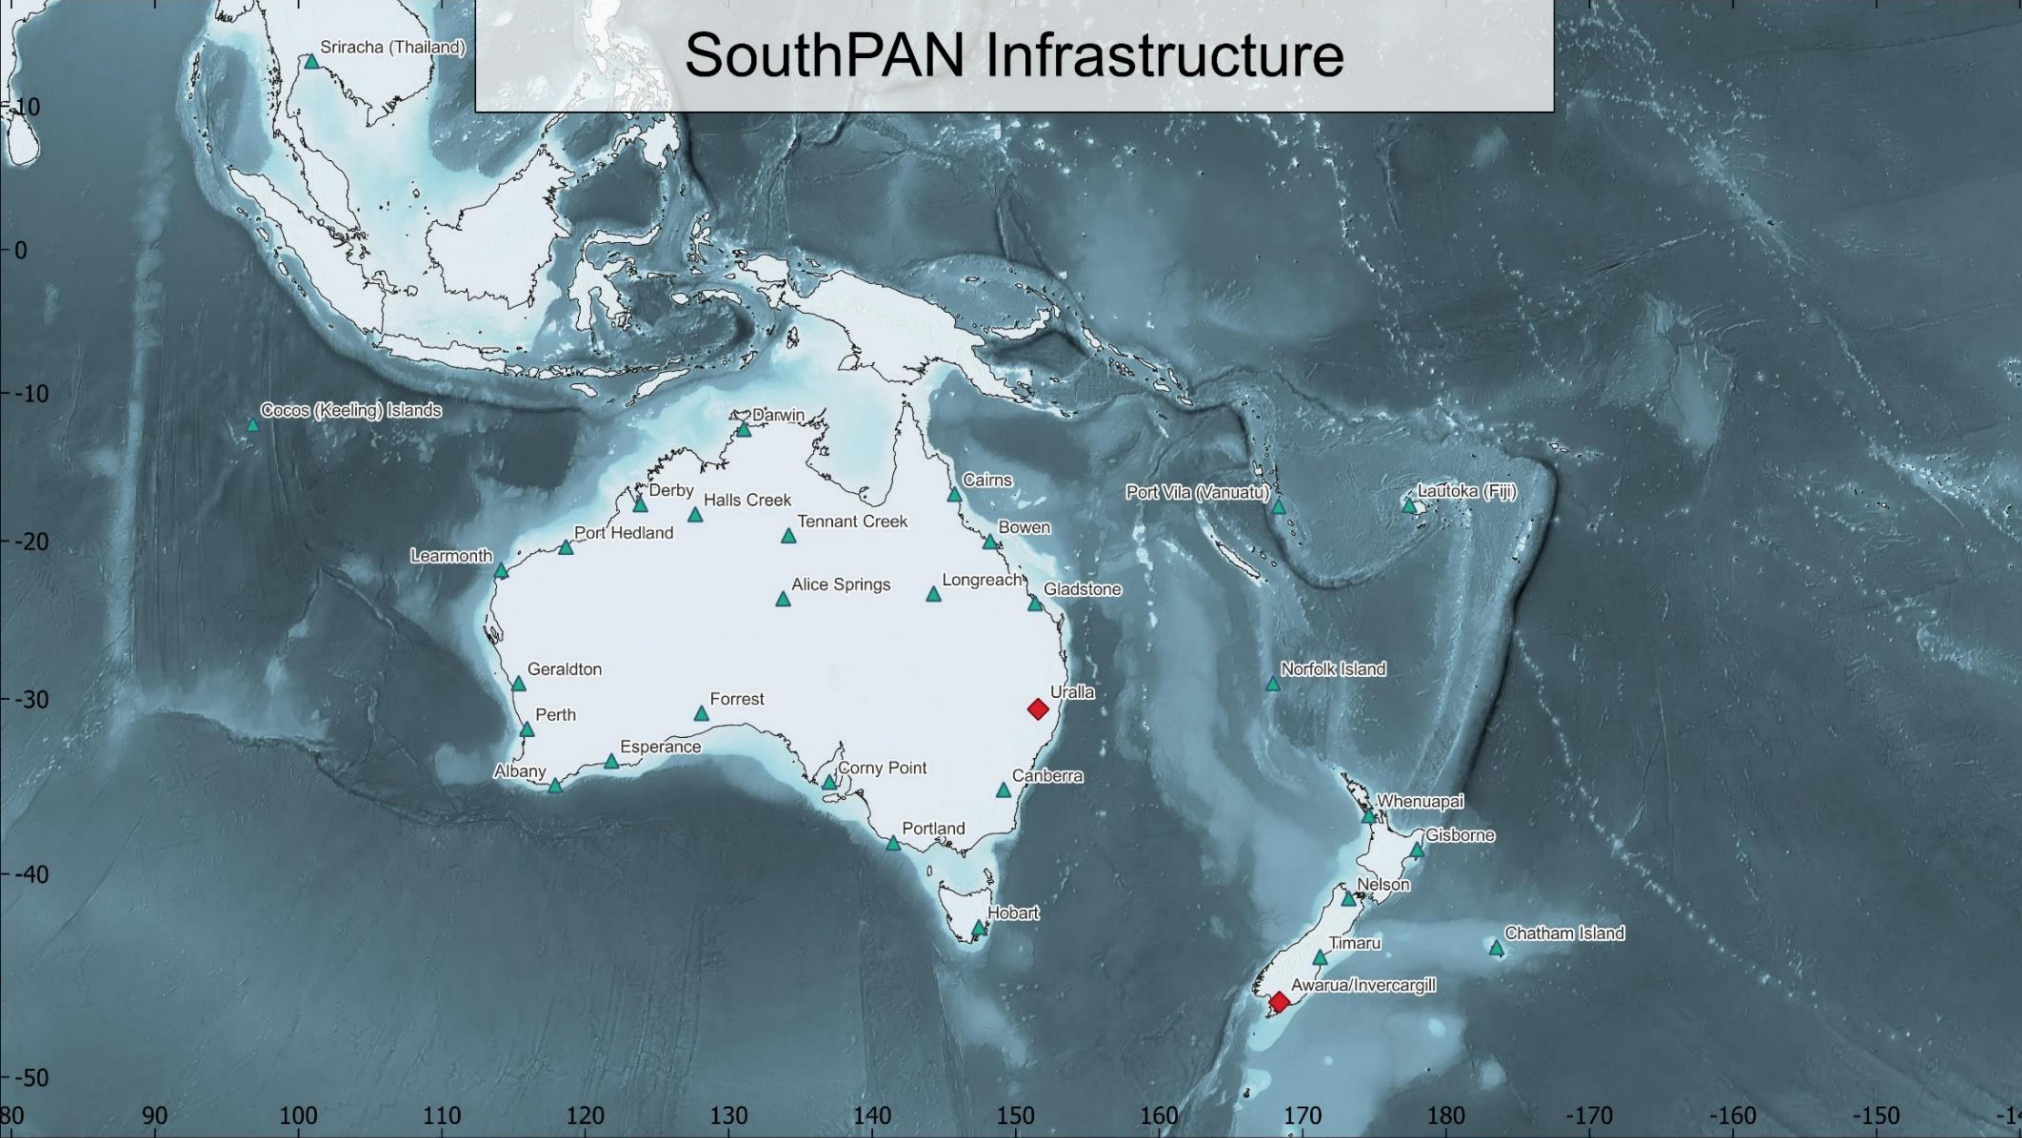 SouthPAN Infrastructure
Sriracha (Thailand)
10
0
-10
Cocos (Keeling) Islands
Darwin
Derby
Halls Creek
Cairns
Port Vila (Vanuatu)
Lautoka (Fiji)
Port Hedland
Tennant Creek
Bowen
-20
Learmonth
Alice Springs
Longreach
Gladstone
Geraldton
Norfolk Island
-30
Forrest
Uralla
Perth
Esperance
Albany
Corny Point
Canberra
Whenuapai
Portland
Gisborne
-40
Nelson
Hobart
Chatham Island
Timaru
Awarua/Invercargill
-50
80 90 100 110 120 130 140 150 160 170 180 -170 -160 -150